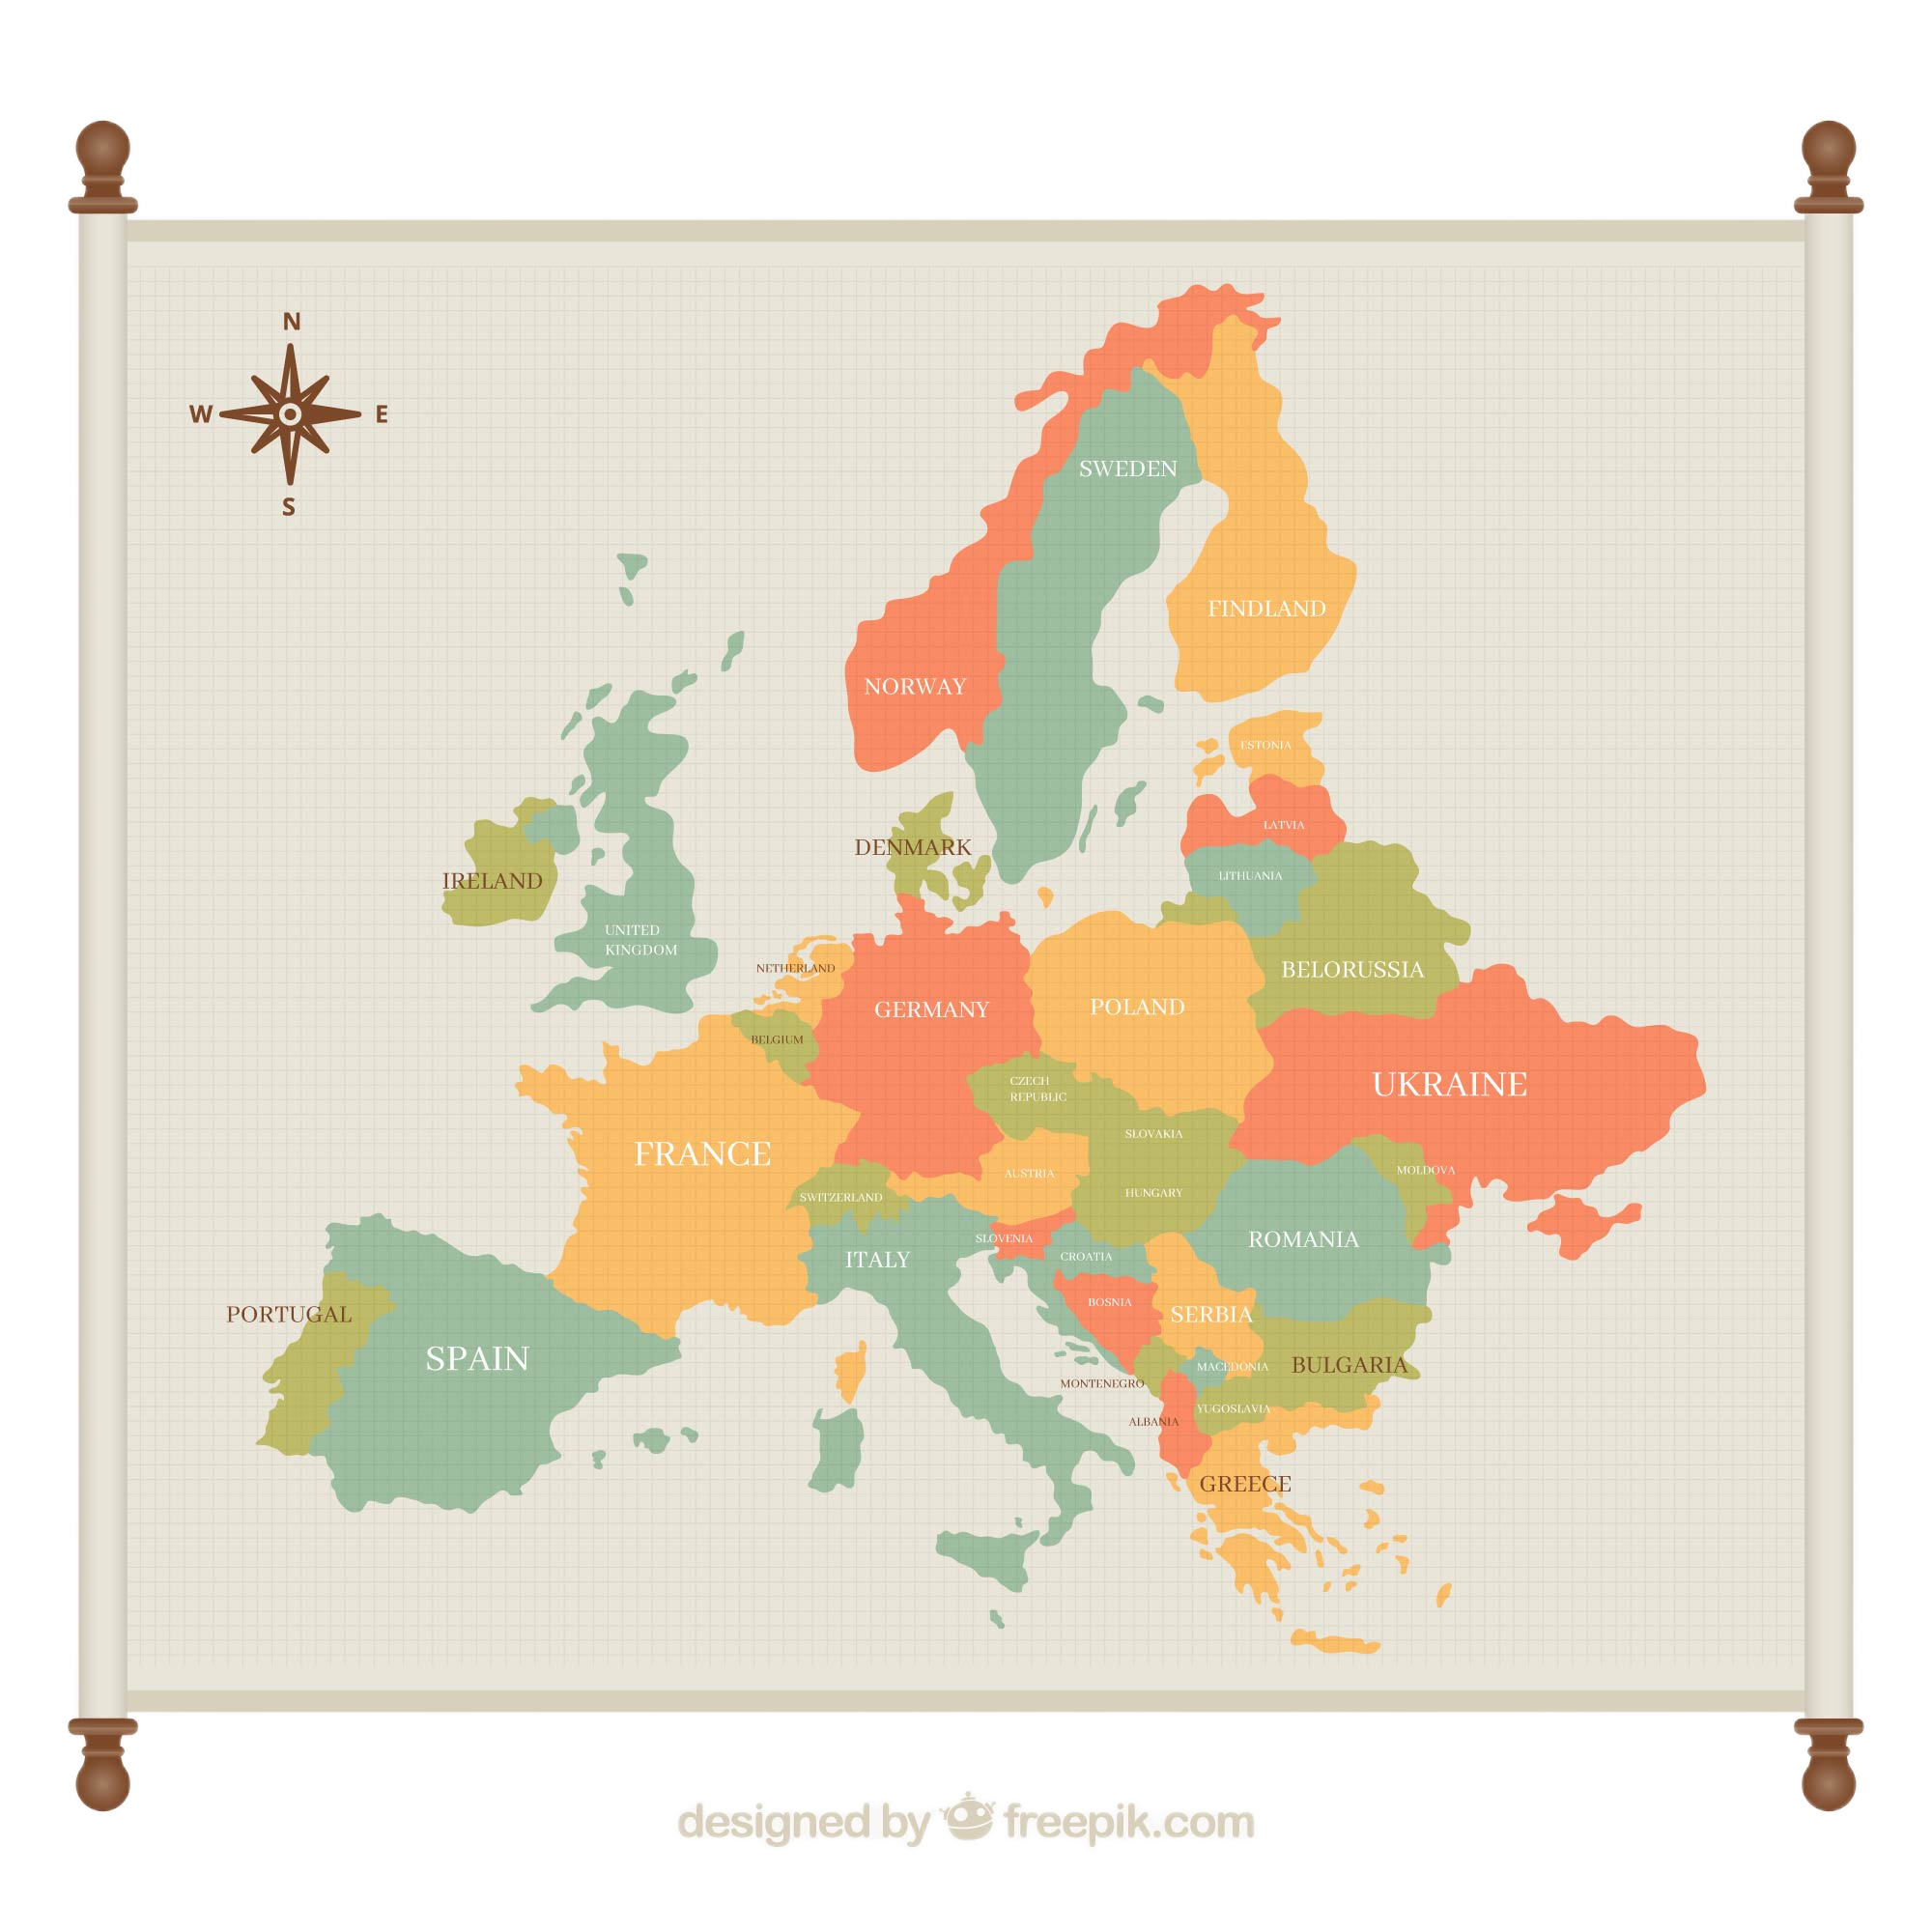 N
W
E
S
SWEDEN
FINDLAND
NORWAY
ESTONIA
LATVIA
DENMARK
LITHUANIA
IRELAND
UNITED
KINGDOM
NETHERLAND
BELORUSSIA
GERMANY
POLAND
BELGIUM
CZECH
REPUBLIC
UKRAINE
SLOVAKIA
FRANCE
AUSTRIA
MOLDOVA
SWITZERLAND
HUNGARY
SLOVENIA
ROMANIA
CROATIA
ITALY
BOSNIA
PORTUGAL
SERBIA
SPAIN
MACEDONIA
BULGARIA
MONTENEGRO
YUGOSLAVIA
ALBANIA
GREECE
designed by freepik.com